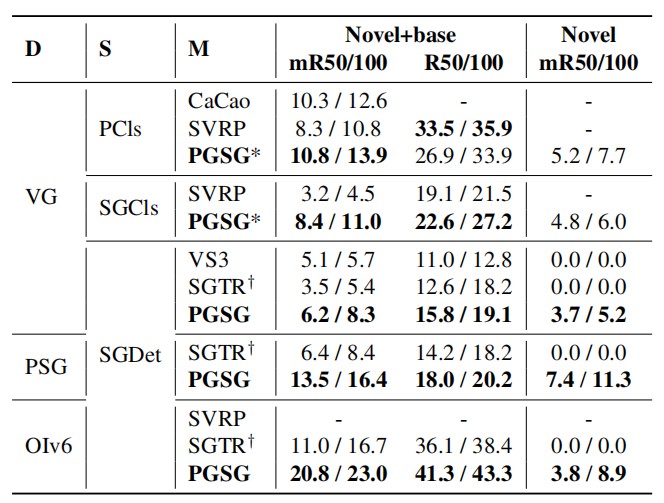 D S M Novel+base Novel
mR50/100 R50/100 mR50/100
CaCao 10.3 / 12.6 - -
PCls SVRP 8.3 / 10.8 33.5 / 35.9 -
PGSG* 10.8 / 13.9 26.9 / 33.9 5.2 / 7.7
VG SGCls SVRP 3.2 / 4.5 19.1 / 21.5 -
PGSG* 8.4 / 11.0 22.6 / 27.2 4.8 / 6.0
VS3 5.1 / 5.7 11.0 / 12.8 0.0 / 0.0
SGTR† 3.5 / 5.4 12.6 / 18.2 0.0 / 0.0
PGSG 6.2 / 8.3 15.8 / 19.1 3.7 / 5.2
PSG SGDet SGTR† 6.4 / 8.4 14.2 / 18.2 0.0 / 0.0
PGSG 13.5 / 16.4 18.0 / 20.2 7.4 / 11.3
SVRP - - -
OIv6 SGTR† 11.0 / 16.7 36.1 / 38.4 0.0 / 0.0
PGSG 20.8 / 23.0 41.3 / 43.3 3.8 / 8.9